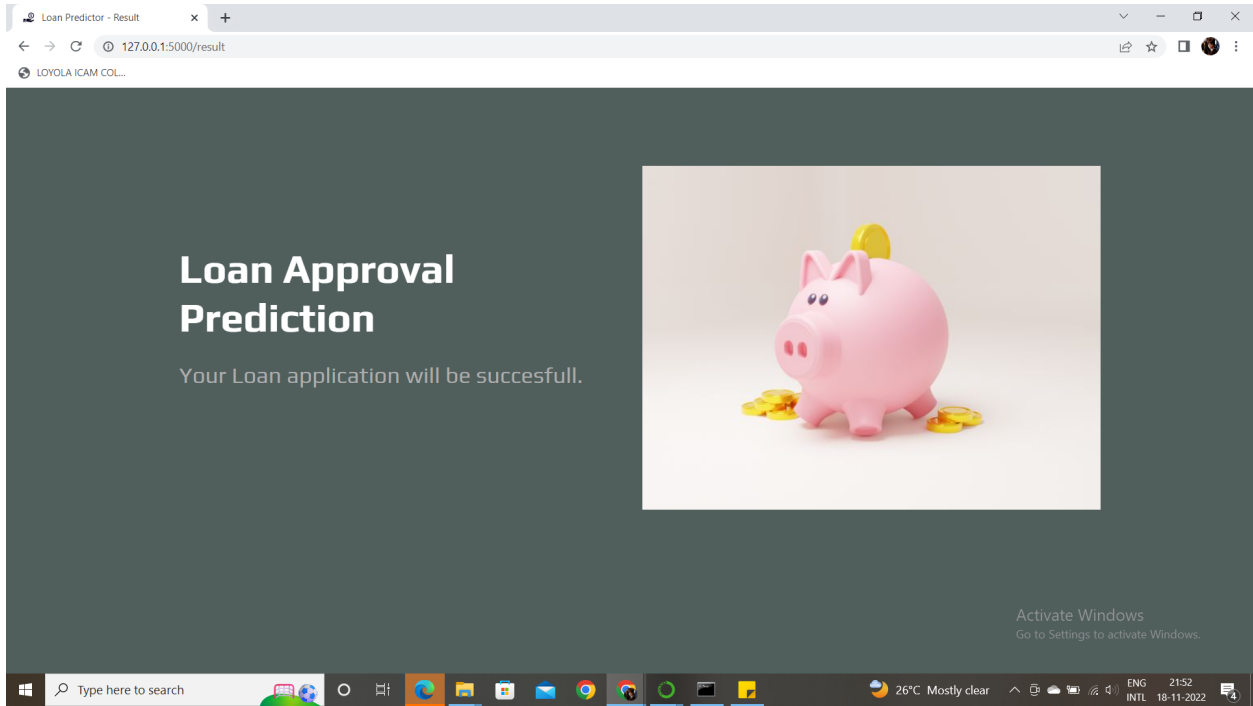 Loan Predictor - Result
127.0.0.1:5000/result
LOYOLA ICAM COL...
Loan Approval
Prediction
Your Loan application will be succesfull.
Activate Windows
Go to Settings to activate Windows.
Type here to search
26°C Mostly clear
ENG
INTL
21:52
18-11-2022
4